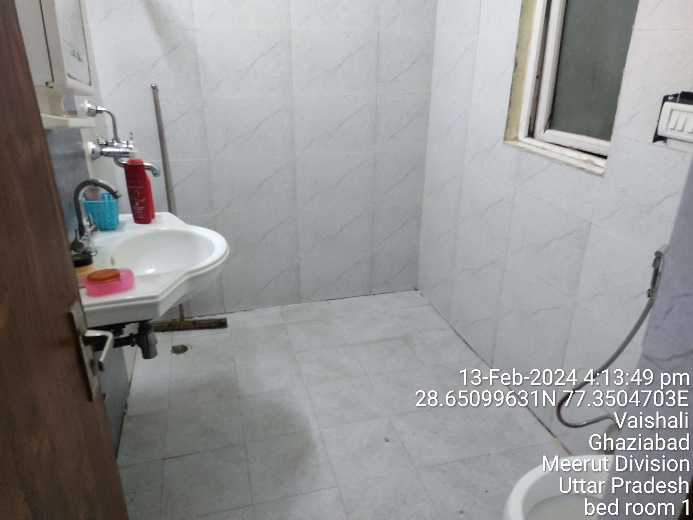 13-Feb-2024 4:13:49 pm
28.65099631N 77.3504703E
Vaishali
Ghaziabad
Meerut Division
Uttar Pradesh
bed room 1